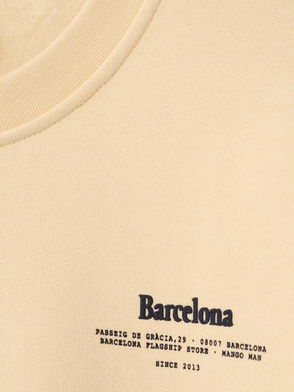 Barcelona
PASSEIG DE GRÀCIA,29 · 08007 BARCELONA
BARCELONA FLAGSHIP STORE · MANGO MAN
SINCE 2013